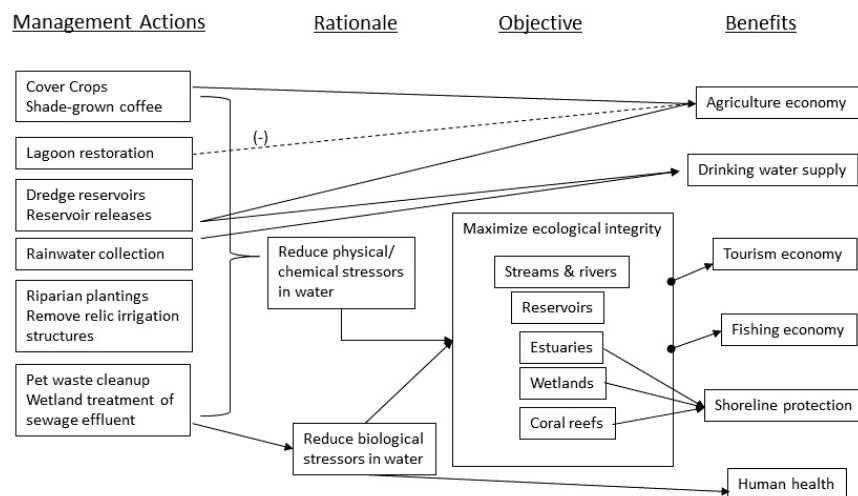 Management Actions
Rationale
Objective
Benefits
Cover Crops
Shade-grown coffee
Agriculture economy
(-)
Lagoon restoration
Drinking water supply
Dredge reservoirs
Reservoir releases
Rainwater collection
Reduce physical/
chemical stressors
in water
Maximize ecological integrity
Streams & rivers
Reservoirs
Estuaries
Wetlands
Coral reefs
Tourism economy
Riparian plantings
Remove relic irrigation
structures
Fishing economy
Pet waste cleanup
Wetland treatment of
sewage effluent
Shoreline protection
Reduce biological
stressors in water
Human health